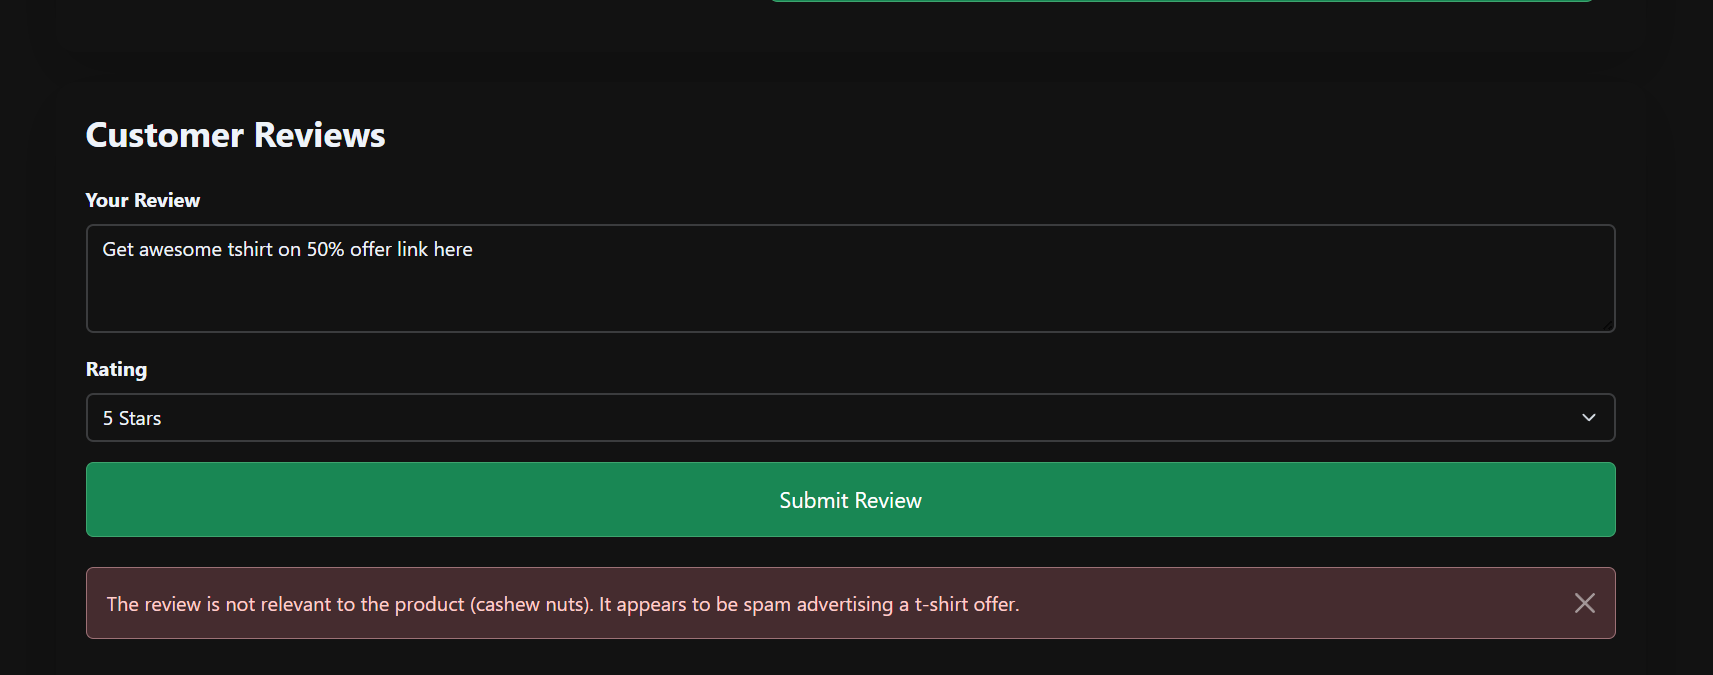 Customer Reviews
Your Review
Get awesome tshirt on 50% offer link here
Rating
5 Stars
Submit Review
The review is not relevant to the product (cashew nuts). It appears to be spam advertising a t-shirt offer.